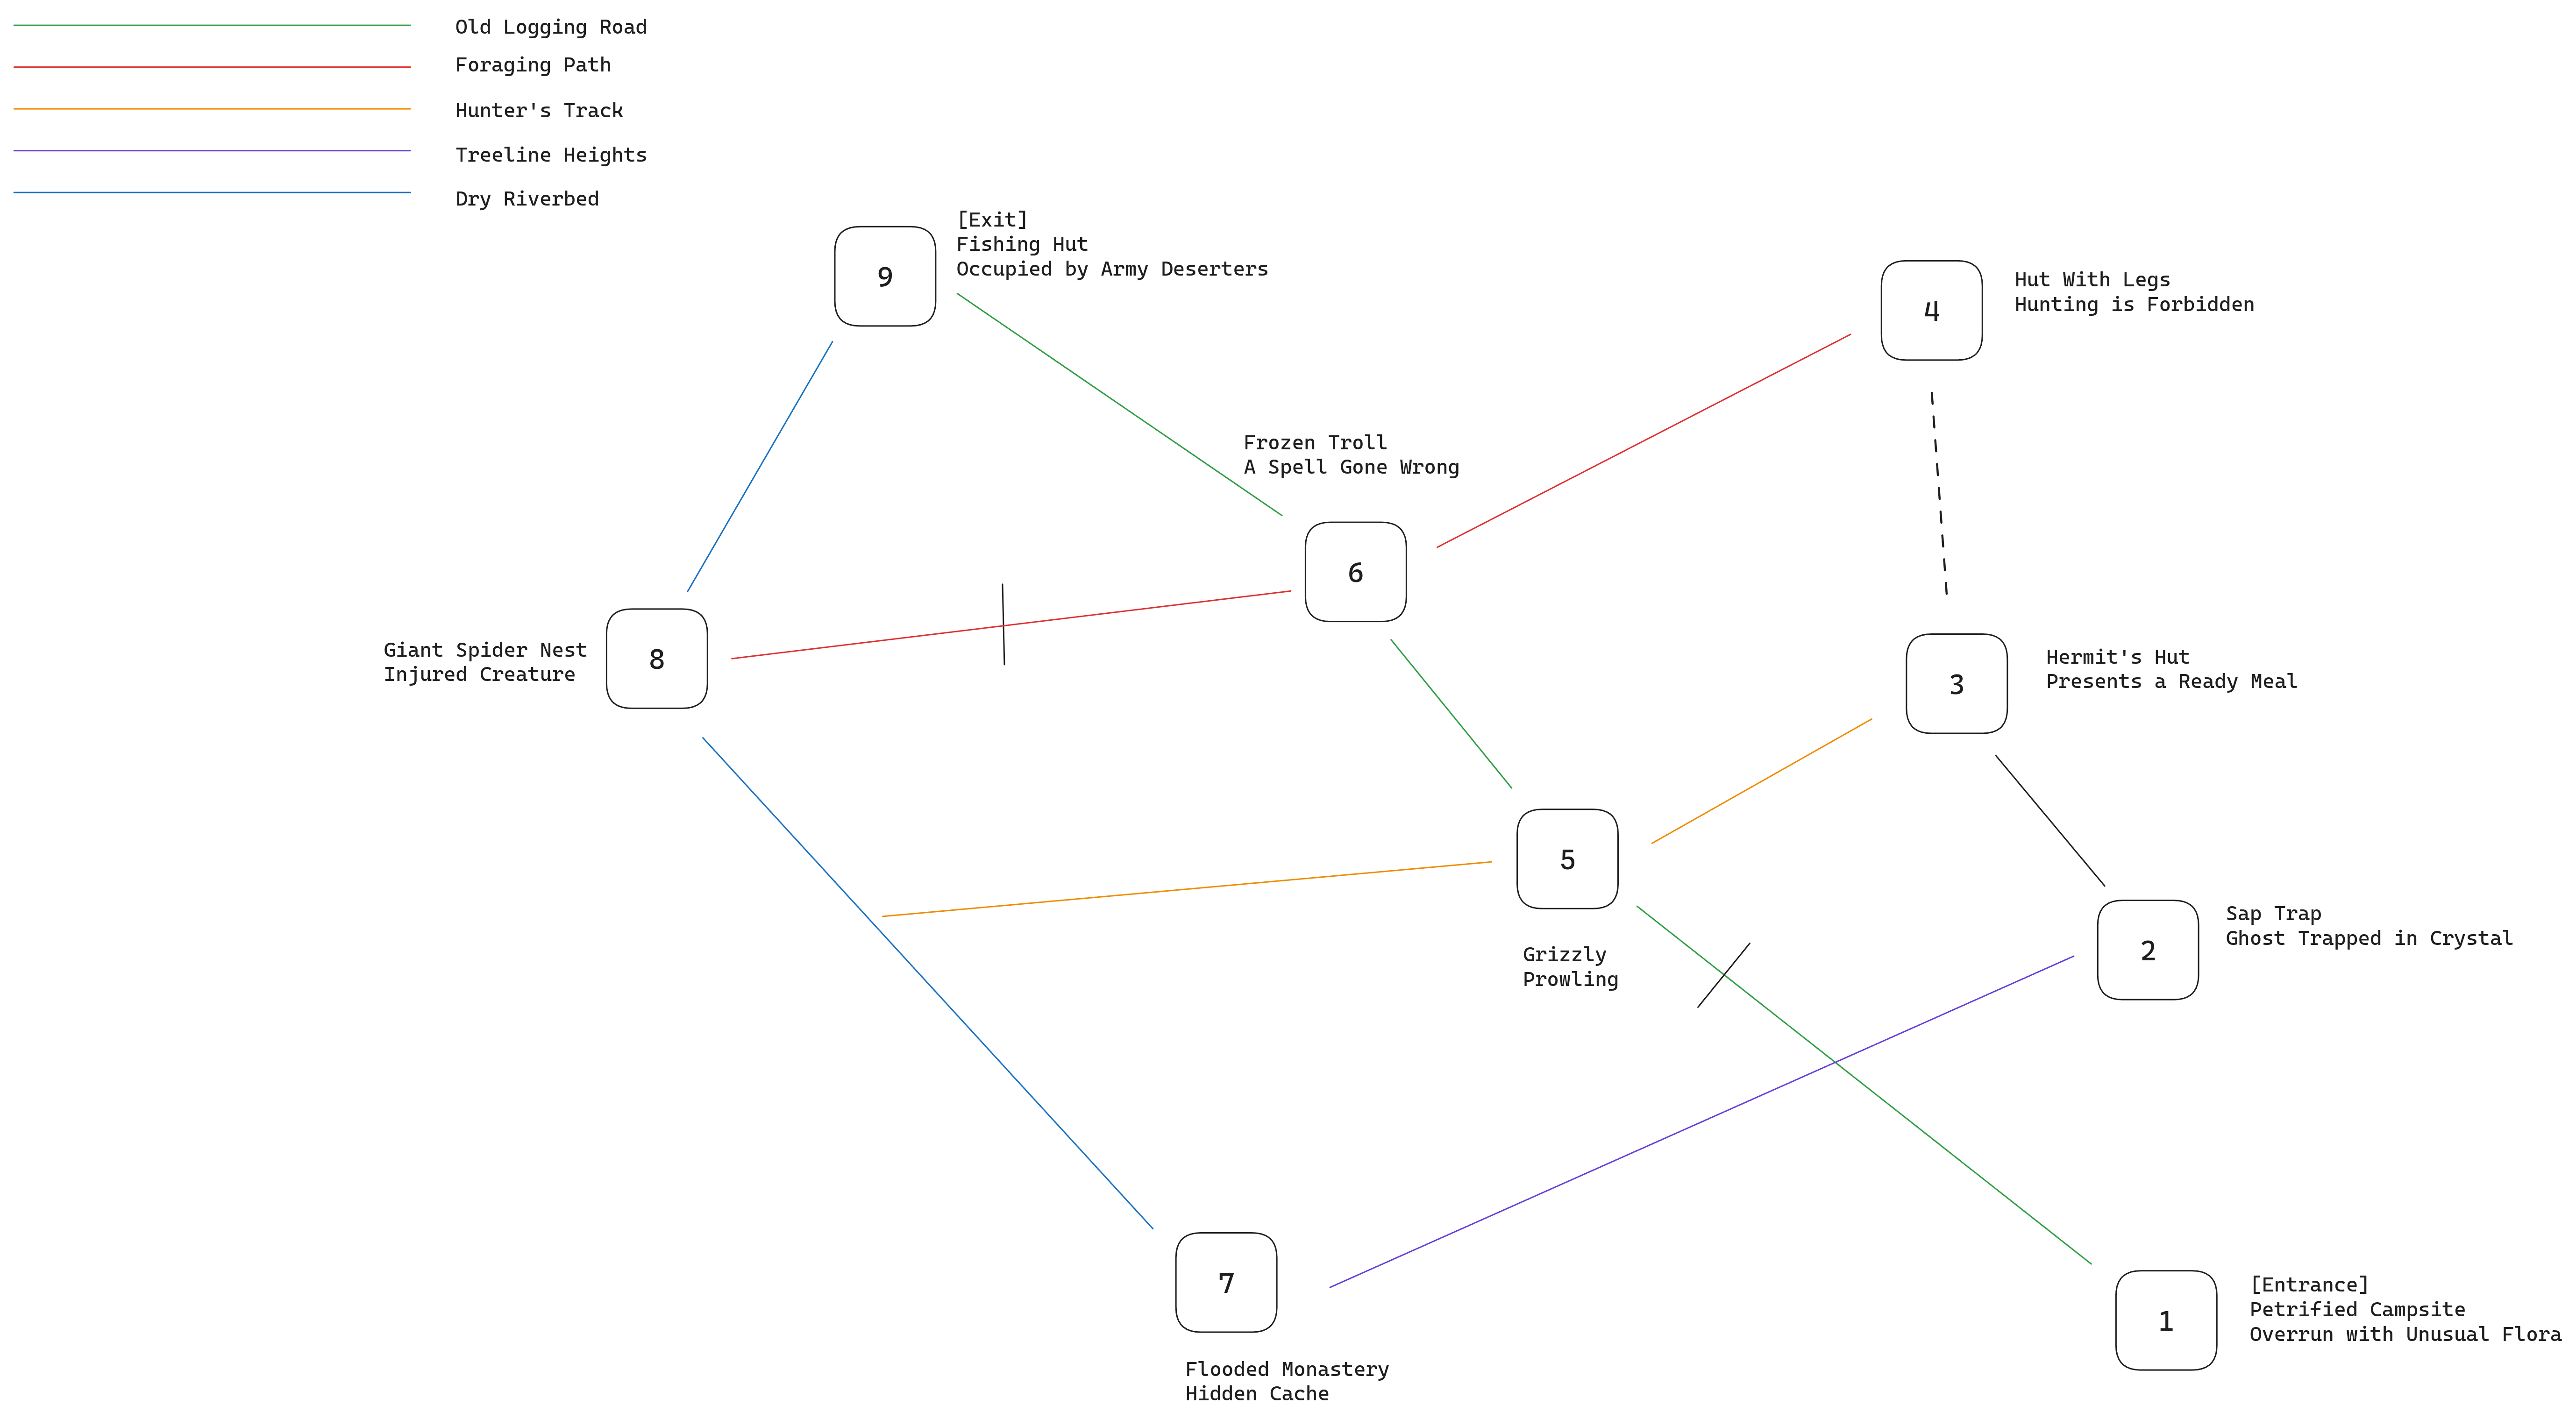 Old Logging Road
Foraging Path
Hunter's Track
Treeline Heights
Dry Riverbed
9
[Exit]
Fishing Hut
Occupied by Army Deserters
4
Hut With Legs
Hunting is Forbidden
Frozen Troll
A Spell Gone Wrong
6
Giant Spider Nest
Injured Creature
8
3
Hermit's Hut
Presents a Ready Meal
5
Grizzly
Prowling
2
Sap Trap
Ghost Trapped in Crystal
7
Flooded Monastery
Hidden Cache
1
[Entrance]
Petrified Campsite
Overrun with Unusual Flora